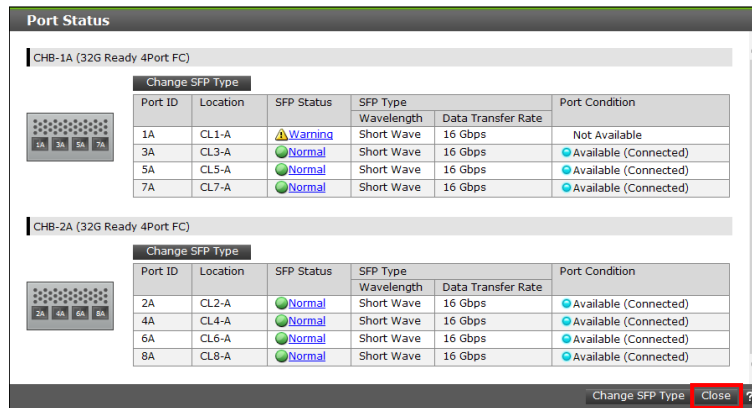 Port Status
CHB-1A (32G Ready 4Port FC)
Change SFP Type
Port ID Location SFP Status SFP Type Port Condition
Wavelength Data Transfer Rate
1A CL1-A Warning Short Wave 16 Gbps Not Available
3A CL3-A Normal Short Wave 16 Gbps Available (Connected)
5A CL5-A Normal Short Wave 16 Gbps Available (Connected)
7A CL7-A Normal Short Wave 16 Gbps Available (Connected)
1A 3A 5A 7A
CHB-2A (32G Ready 4Port FC)
Change SFP Type
Port ID Location SFP Status SFP Type Port Condition
Wavelength Data Transfer Rate
2A CL2-A Normal Short Wave 16 Gbps Available (Connected)
4A CL4-A Normal Short Wave 16 Gbps Available (Connected)
6A CL6-A Normal Short Wave 16 Gbps Available (Connected)
8A CL8-A Normal Short Wave 16 Gbps Available (Connected)
2A 4A 6A 8A
Change SFP Type Close ?